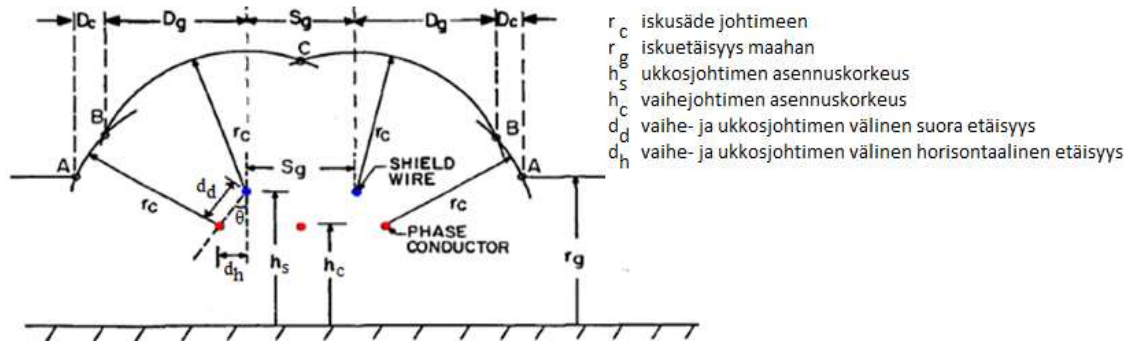 Dc Dg Sg Dg Dc
C
B B
A A
rc rc
Sg
SHIELD
WIRE
dd
θ
rc rc
PHASE
CONDUCTOR
dh hs hc rg
rc iskusäde johtimeen
rg iskuetäisyys maahan
hs ukkosjohtimen asennuskorkeus
hc vaihejohtimen asennuskorkeus
dd vaihe- ja ukkosjohtimen välinen suora etäisyys
dh vaihe- ja ukkosjohtimen välinen horisontaalinen etäisyys